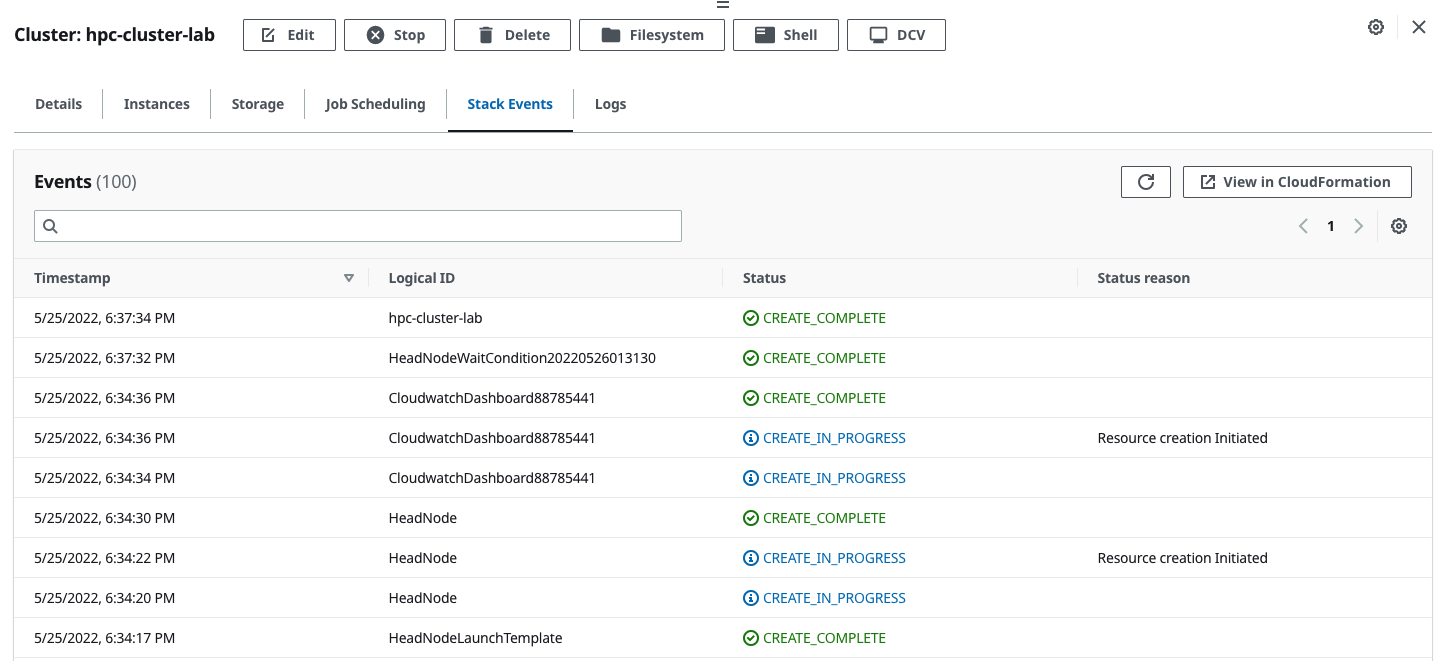 Cluster: hpc-cluster-lab Edit Stop Delete Filesystem Shell DCV
Details Instances Storage Job Scheduling Stack Events Logs
Events (100) View in CloudFormation
1
Timestamp Logical ID Status Status reason
5/25/2022, 6:37:34 PM hpc-cluster-lab CREATE_COMPLETE
5/25/2022, 6:37:32 PM HeadNodeWaitCondition20220526013130 CREATE_COMPLETE
5/25/2022, 6:34:36 PM CloudwatchDashboard88785441 CREATE_COMPLETE
5/25/2022, 6:34:36 PM CloudwatchDashboard88785441 CREATE_IN_PROGRESS Resource creation Initiated
5/25/2022, 6:34:34 PM CloudwatchDashboard88785441 CREATE_IN_PROGRESS
5/25/2022, 6:34:30 PM HeadNode CREATE_COMPLETE
5/25/2022, 6:34:22 PM HeadNode CREATE_IN_PROGRESS Resource creation Initiated
5/25/2022, 6:34:20 PM HeadNode CREATE_IN_PROGRESS
5/25/2022, 6:34:17 PM HeadNodeLaunchTemplate CREATE_COMPLETE